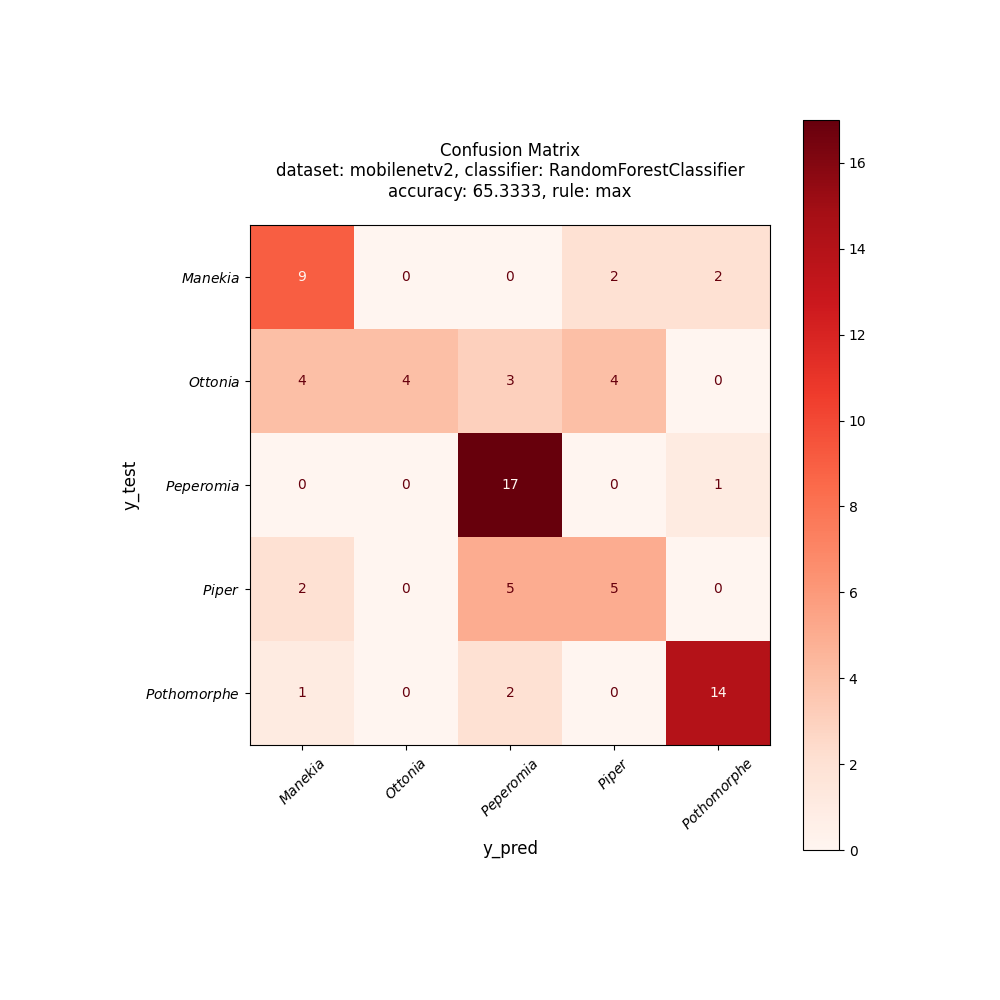 Confusion Matrix
dataset: mobilenetv2, classifier: RandomForestClassifier
accuracy: 65.3333, rule: max
y_test
Manekia 9 0 0 2 2
Ottonia 4 4 3 4 0
Peperomia 0 0 17 0 1
Piper 2 0 5 5 0
Pothomorphe 1 0 2 0 14
Manekia Ottonia Peperomia Piper Pothomorphe
y_pred
16
14
12
10
8
6
4
2
0